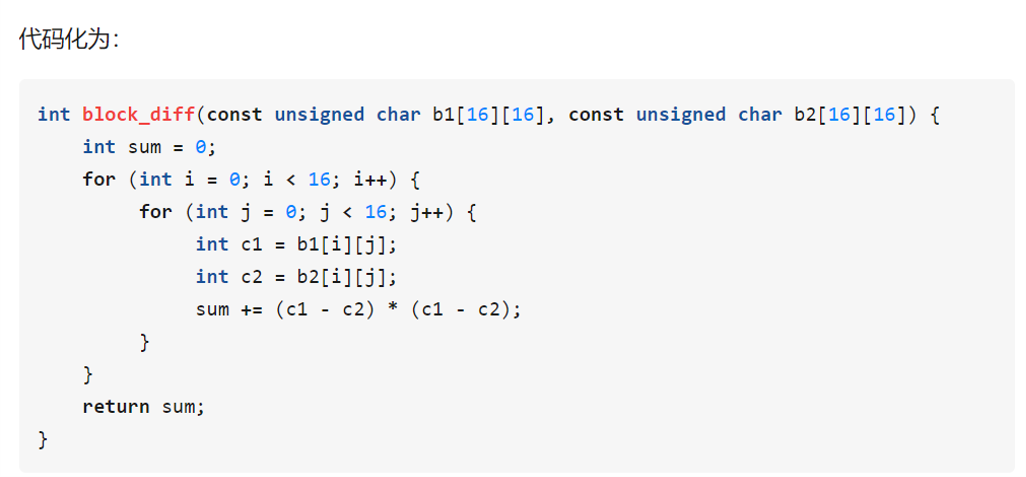 代码化为：
int block_diff(const unsigned char b1[16][16], const unsigned char b2[16][16]) {
    int sum = 0;
    for (int i = 0; i < 16; i++) {
         for (int j = 0; j < 16; j++) {
              int c1 = b1[i][j];
              int c2 = b2[i][j];
              sum += (c1 - c2) * (c1 - c2);
         }
    }
    return sum;
}